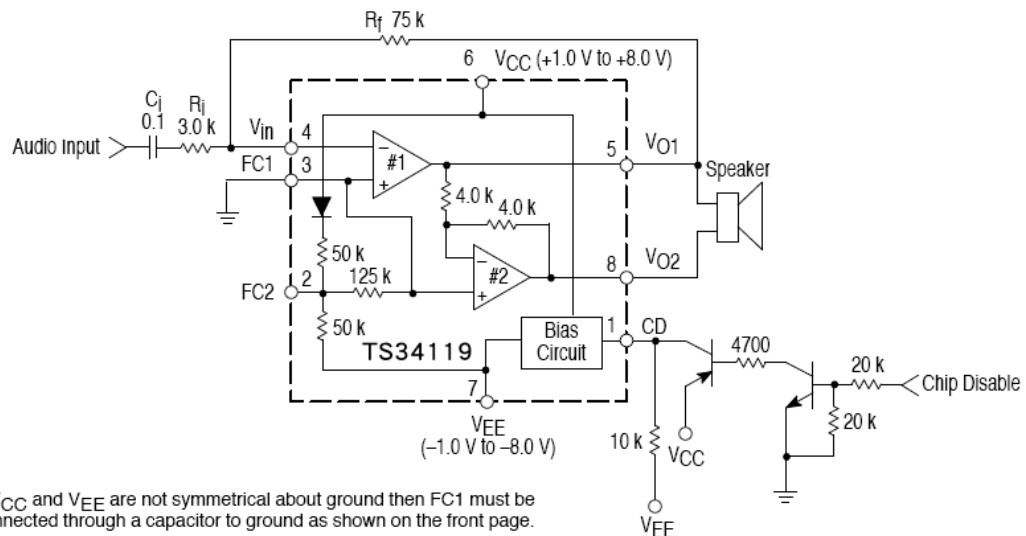 Rf 75 k
6 VCC (+1.0 V to +8.0 V)
Ci
0.1
Ri
3.0 k
Audio Input
Vin
4
FC1
3
#1
5
VO1
Speaker
4.0 k
4.0 k
50 k
2
FC2
125 k
#2
8
VO2
50 k
TS34119
Bias
Circuit
1
CD
4700
20 k
Chip Disable
20 k
7
VEE
(–1.0 V to –8.0 V)
10 k
VCC
VEE
CC and VEE are not symmetrical about ground then FC1 must be
nnected through a capacitor to ground as shown on the front page.